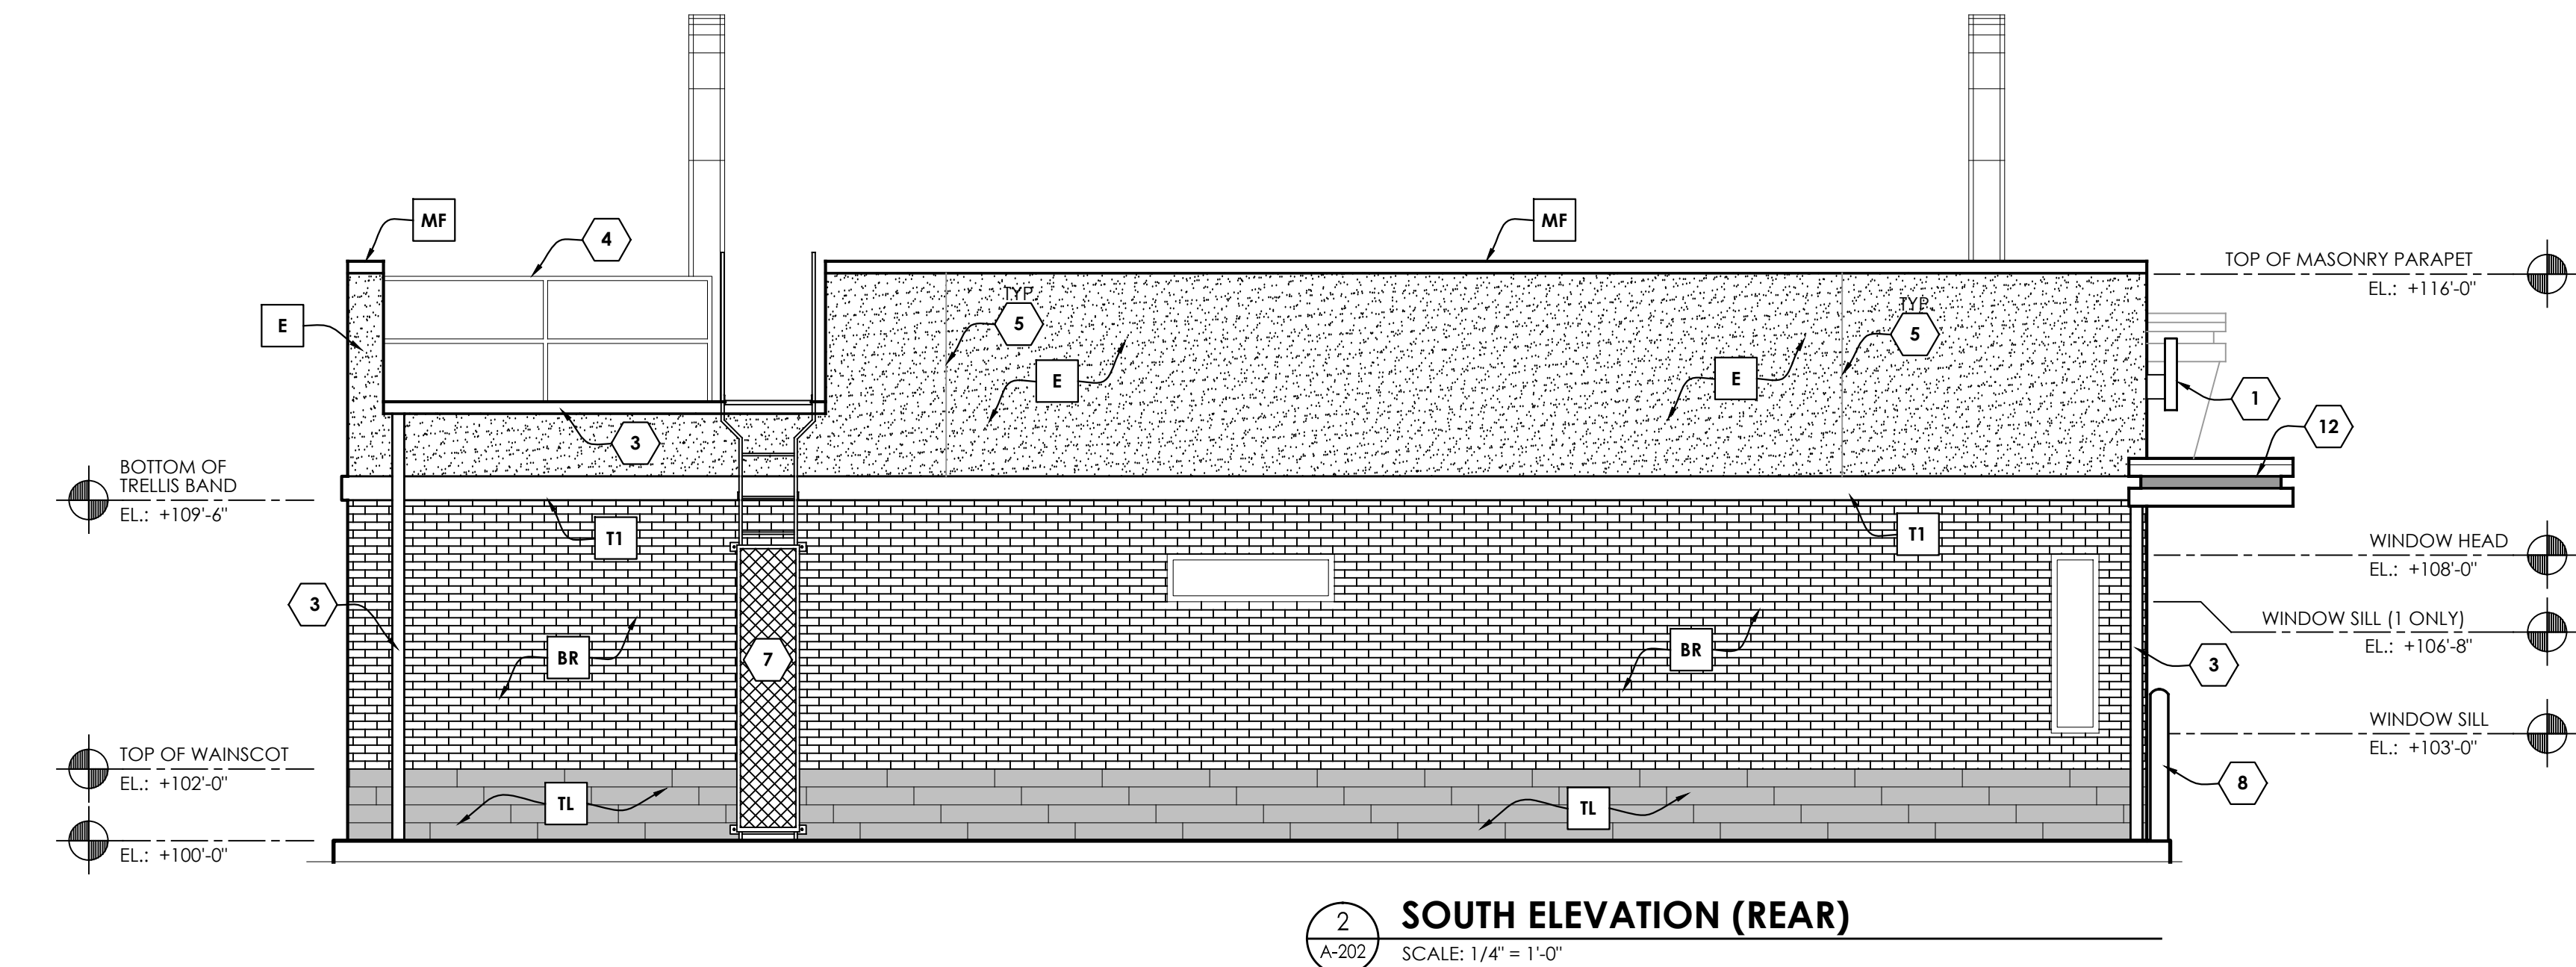 MF
4
MF
TOP OF MASONRY PARAPET
EL.: +116'-0"
E
TYP
5
TYP.
5
E
E
1
3
12
BOTTOM OF
TRELLIS BAND
EL.: +109'-6"
T1
T1
WINDOW HEAD
EL.: +108'-0"
3
WINDOW SILL (1 ONLY)
EL.: +106'-8"
BR
7
BR
3
WINDOW SILL
EL.: +103'-0"
TOP OF WAINSCOT
EL.: +102'-0"
TL
TL
8
EL.: +100'-0"
2
A-202
SOUTH ELEVATION (REAR)
SCALE: 1/4" = 1'-0"